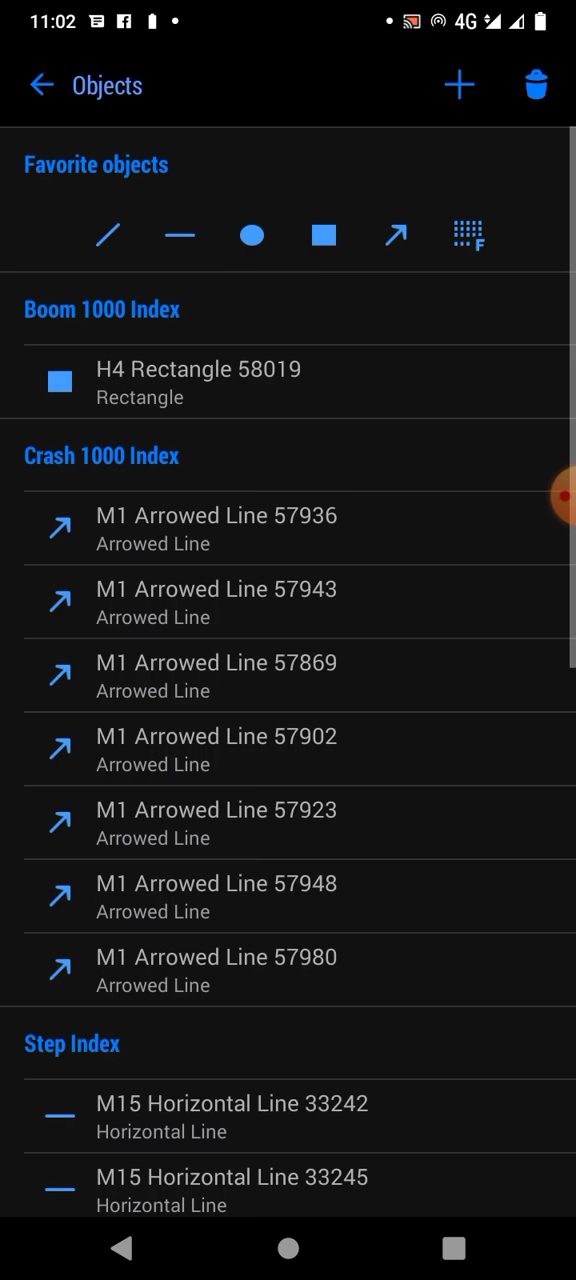 11:02
4G
Objects
Favorite objects
F
Boom 1000 Index
H4 Rectangle 58019
Rectangle
Crash 1000 Index
M1 Arrowed Line 57936
Arrowed Line
M1 Arrowed Line 57943
Arrowed Line
M1 Arrowed Line 57869
Arrowed Line
M1 Arrowed Line 57902
Arrowed Line
M1 Arrowed Line 57923
Arrowed Line
M1 Arrowed Line 57948
Arrowed Line
M1 Arrowed Line 57980
Arrowed Line
Step Index
M15 Horizontal Line 33242
Horizontal Line
M15 Horizontal Line 33245
Horizontal Line